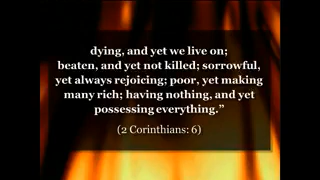 dying, and yet we live on;
beaten, and yet not killed; sorrowful,
yet always rejoicing; poor, yet making
many rich; having nothing, and yet
possessing everything.”
(2 Corinthians: 6)